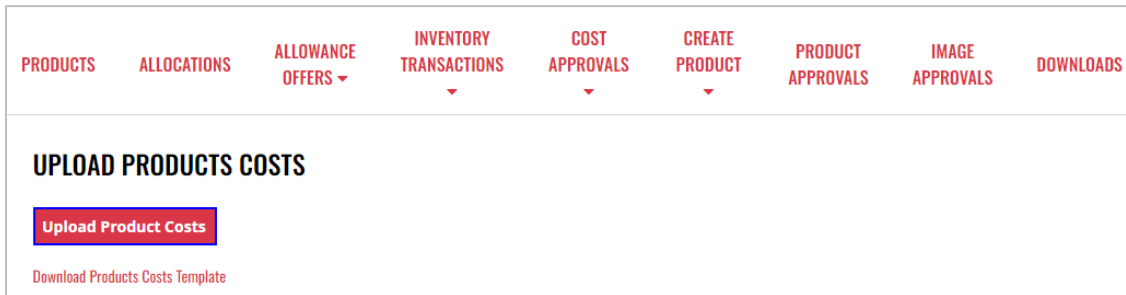 PRODUCTS
ALLOCATIONS
ALLOWANCE
OFFERS
INVENTORY
TRANSACTIONS
COST
APPROVALS
CREATE
PRODUCT
PRODUCT
APPROVALS
IMAGE
APPROVALS
DOWNLOADS
UPLOAD PRODUCTS COSTS
Upload Product Costs
Download Products Costs Template